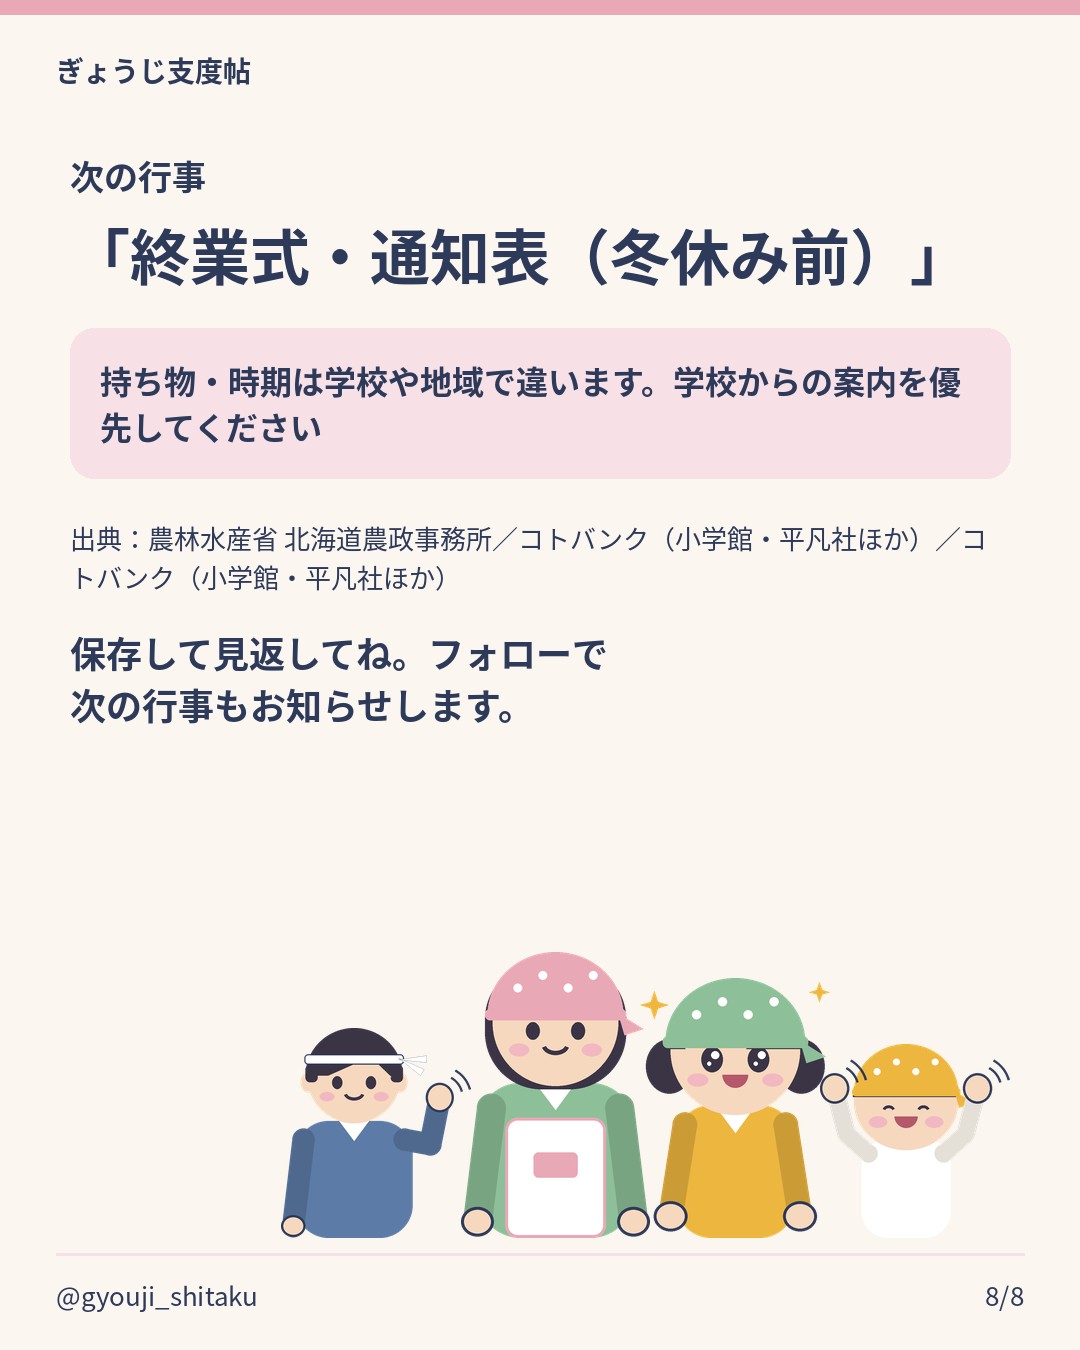 ぎょうじ支度帖
次の行事
「終業式・通知表（冬休み前）」
持ち物・時期は学校や地域で違います。学校からの案内を優
先してください
出典：農林水産省 北海道農政事務所／コトバンク（小学館・平凡社ほか）／コ
トバンク（小学館・平凡社ほか）
保存して見返してね。フォローで
次の行事もお知らせします。
@gyouji_shitaku
8/8